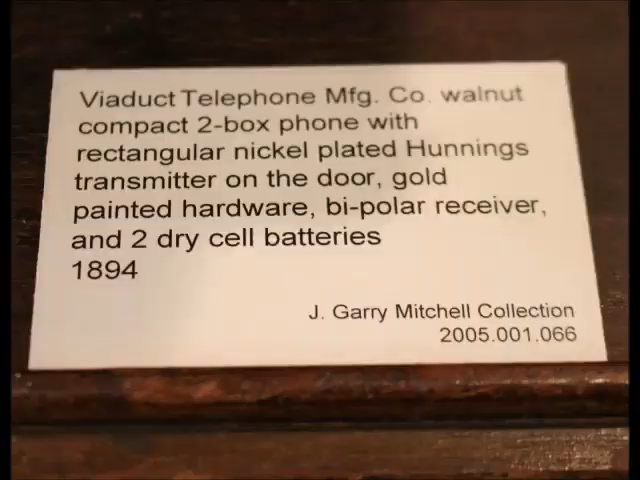 Viaduct Telephone Mfg. Co. walnut
compact 2-box phone with
rectangular nickel plated Hunnings
transmitter on the door, gold
painted hardware, bi-polar receiver,
and 2 dry cell batteries
1894
J. Garry Mitchell Collection
2005.001.066